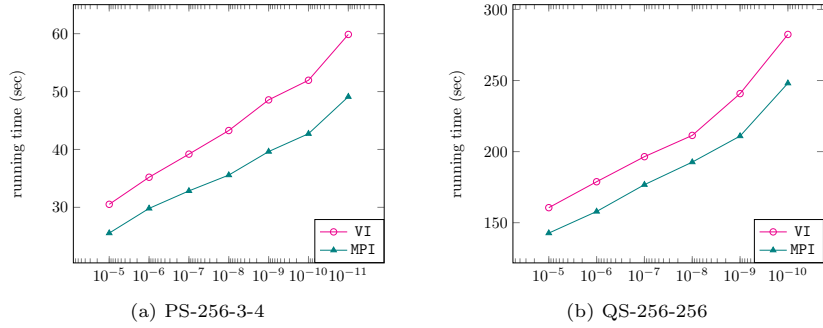 running time (sec)
60
50
40
30
VI
MPI
10−5 10−6 10−7 10−8 10−9 10−10 10−11
(a) PS-256-3-4
running time (sec)
300
250
200
150
VI
MPI
10−5 10−6 10−7 10−8 10−9 10−10
(b) QS-256-256